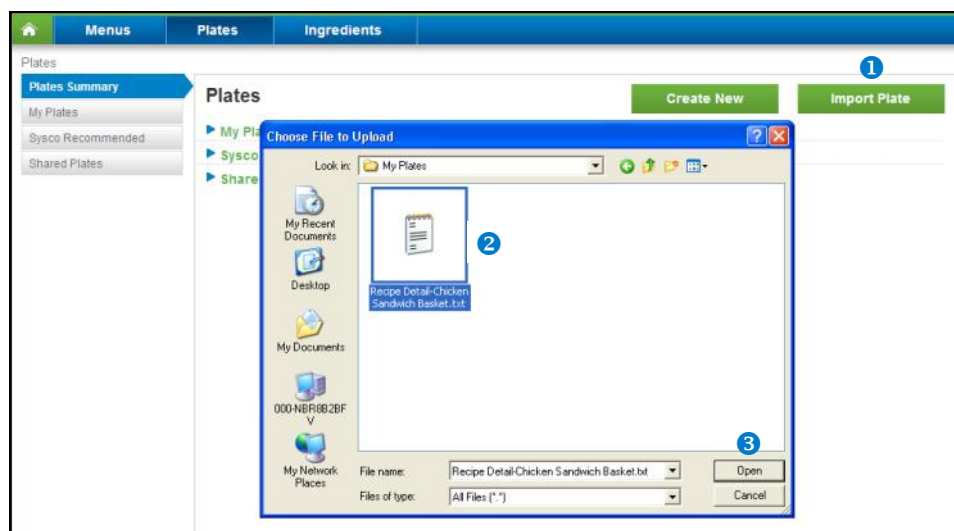 Menus Plates Ingredients
Plates
❶
Plates Summary
Plates
Create New
Import Plate
My Plates
My Pla
Choose File to Upload
Sysco Recommended
Sysco
Look in:
My Plates
Shared Plates
Share
My Recent
Documents
❷
Desktop
Recipe Detail-Chicken
Sandwich Basket.txt
My Documents
000-NBR8B2BF
V
❸
My Network
Places
File name:
Recipe Detail-Chicken Sandwich Basket.txt
Open
Files of type:
All Files (*.*)
Cancel